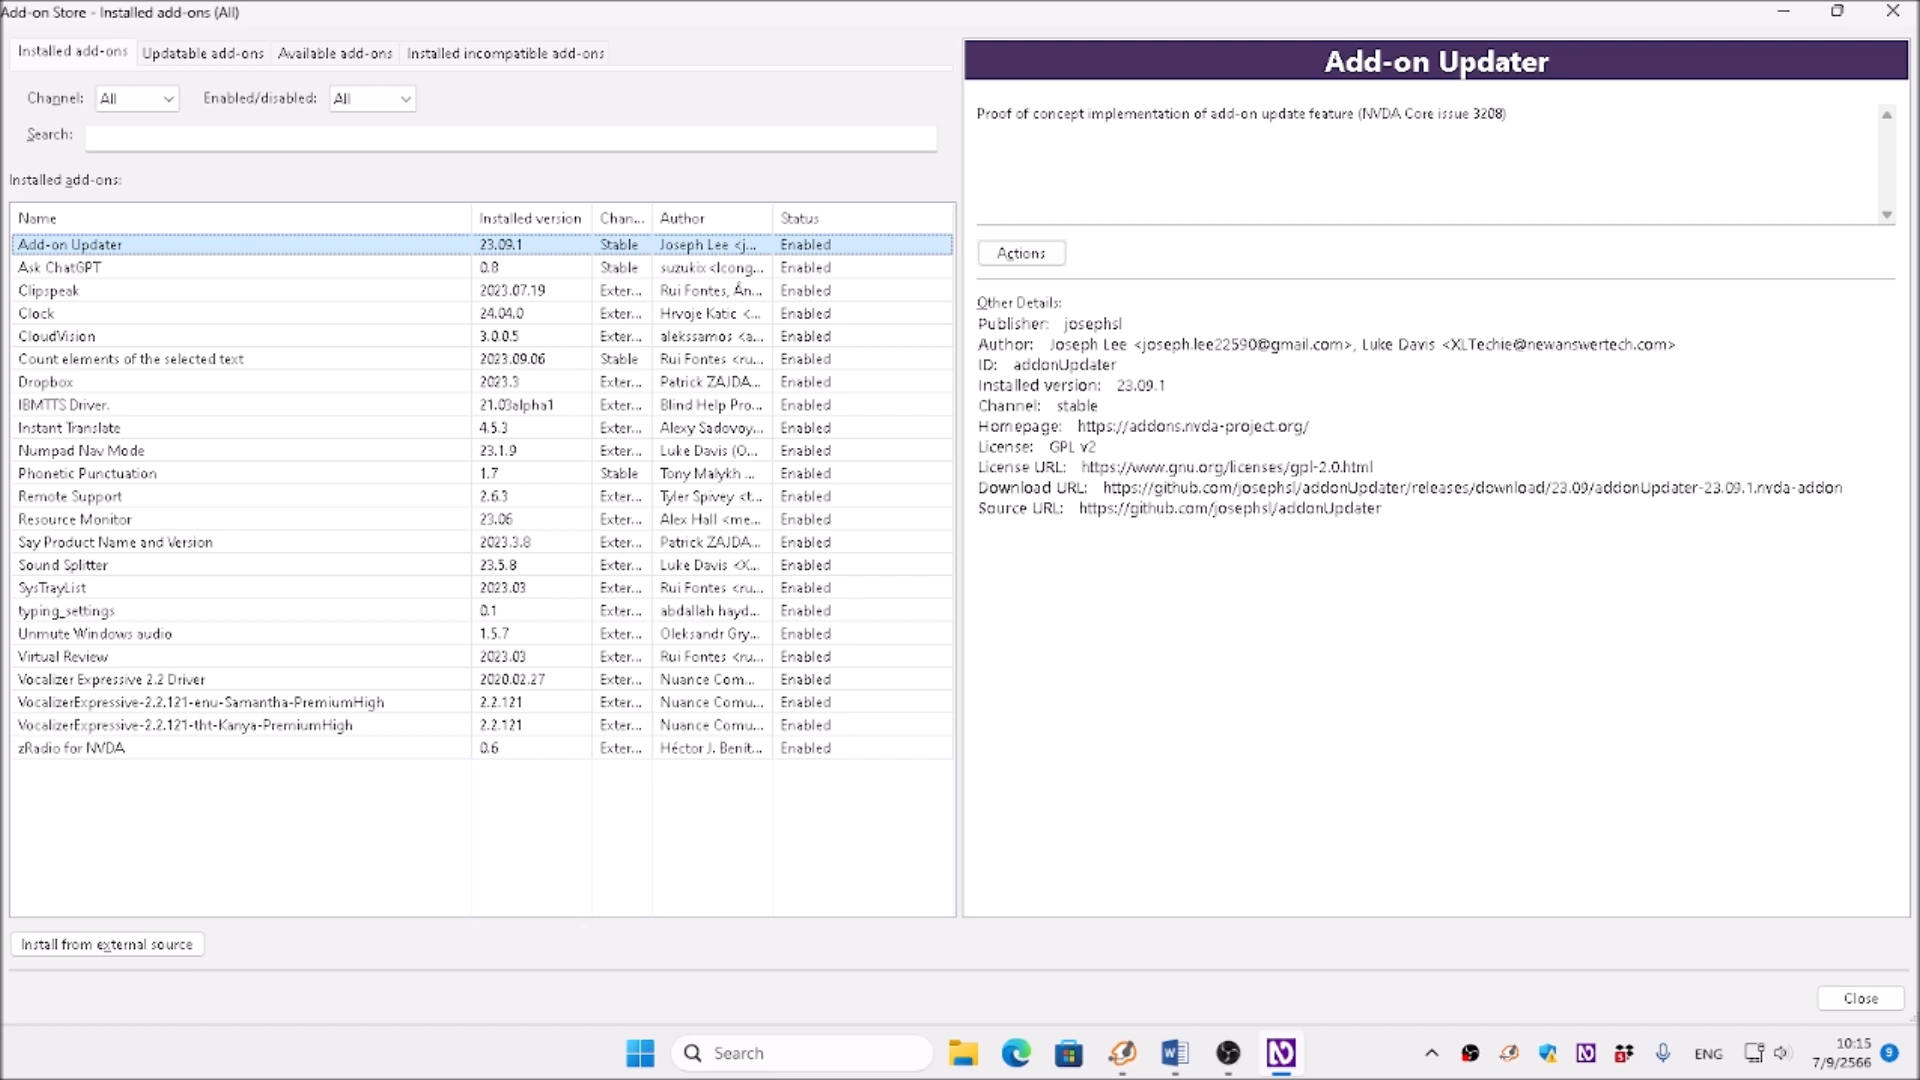 Add-on Store - Installed add-ons (All)
Installed add-ons Updatable add-ons Available add-ons Installed incompatible add-ons
Channel: All Enabled/disabled: All
Search:
Installed add-ons:
Name Installed version Chan... Author Status
Add-on Updater 23.09.1 Stable Joseph Lee <j... Enabled
Ask ChatGPT 0.8 Stable suzukix <lcong... Enabled
Clipspeak 2023.07.19 Exter... Rui Fontes, Ân... Enabled
Clock 24.04.0 Exter... Hrvoje Katic <... Enabled
CloudVision 3.0.0.5 Exter... alekssamos <a... Enabled
Count elements of the selected text 2023.09.06 Stable Rui Fontes <ru... Enabled
Dropbox 2023.3 Exter... Patrick ZAJDA... Enabled
IBMTTS Driver. 21.03alpha1 Exter... Blind Help Pro... Enabled
Instant Translate 4.5.3 Exter... Alexy Sadovoy... Enabled
Numpad Nav Mode 23.1.9 Exter... Luke Davis (O... Enabled
Phonetic Punctuation 1.7 Stable Tony Malykh ... Enabled
Remote Support 2.6.3 Exter... Tyler Spivey <t... Enabled
Resource Monitor 23.06 Exter... Alex Hall <me... Enabled
Say Product Name and Version 2023.3.8 Exter... Patrick ZAJDA... Enabled
Sound Splitter 23.5.8 Exter... Luke Davis <X... Enabled
SysTrayList 2023.03 Exter... Rui Fontes <ru... Enabled
typing_settings 0.1 Exter... abdallah hayd... Enabled
Unmute Windows audio 1.5.7 Exter... Oleksandr Gry... Enabled
Virtual Review 2023.03 Exter... Rui Fontes <ru... Enabled
Vocalizer Expressive 2.2 Driver 2020.02.27 Exter... Nuance Com... Enabled
VocalizerExpressive-2.2.121-enu-Samantha-PremiumHigh 2.2.121 Exter... Nuance Comu... Enabled
VocalizerExpressive-2.2.121-tht-Kanya-PremiumHigh 2.2.121 Exter... Nuance Comu... Enabled
zRadio for NVDA 0.6 Exter... Héctor J. Benit... Enabled
Install from external source
Add-on Updater
Proof of concept implementation of add-on update feature (NVDA Core issue 3208)
Actions
Other Details:
Publisher: josephsl
Author: Joseph Lee <joseph.lee22590@gmail.com>, Luke Davis <XLTechie@newanswertech.com>
ID: addonUpdater
Installed version: 23.09.1
Channel: stable
Homepage: https://addons.nvda-project.org/
License: GPL v2
License URL: https://www.gnu.org/licenses/gpl-2.0.html
Download URL: https://github.com/josephsl/addonUpdater/releases/download/23.09/addonUpdater-23.09.1.nvda-addon
Source URL: https://github.com/josephsl/addonUpdater
Close
Search
ENG
10:15
7/9/2566
9